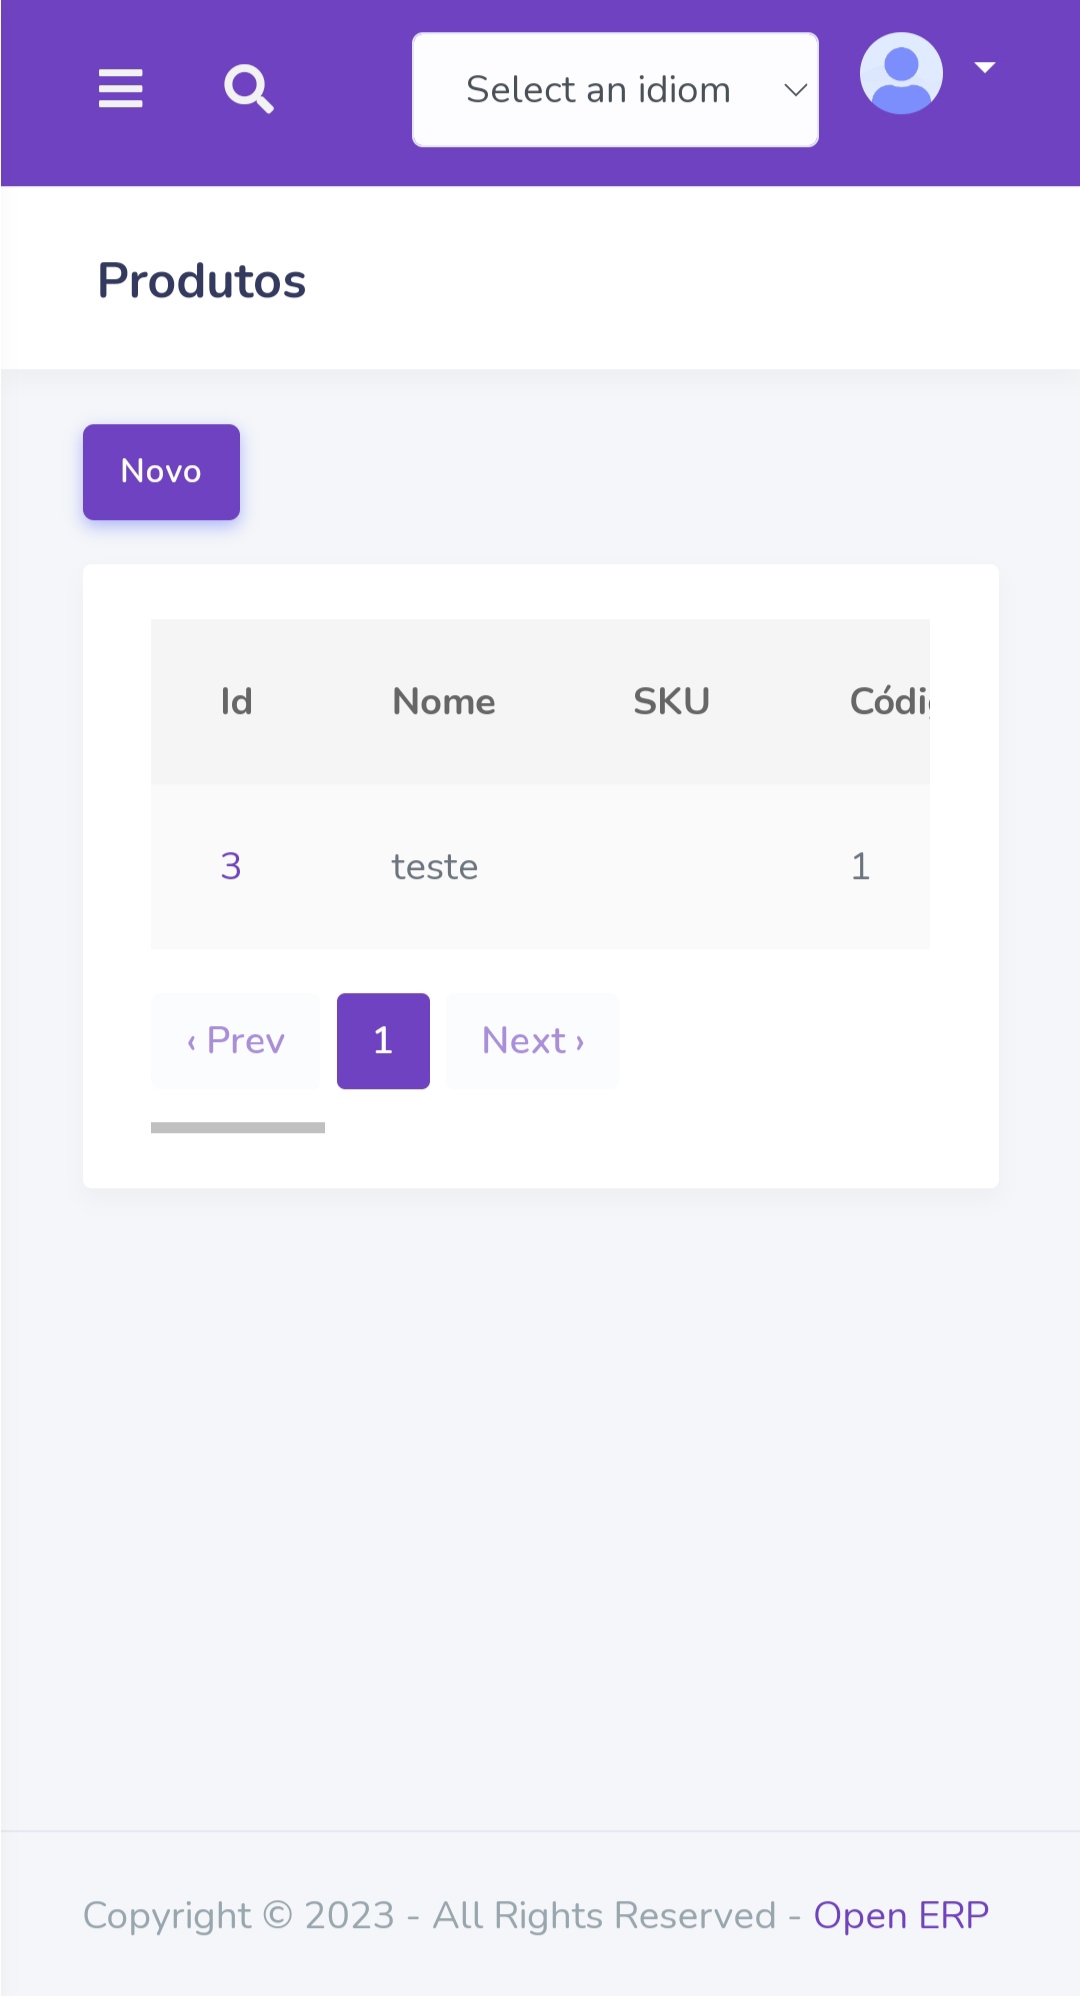 Select an idiom
Produtos
Novo
Id Nome SKU Códi
3 teste 1
‹ Prev 1 Next ›
Copyright © 2023 - All Rights Reserved - Open ERP